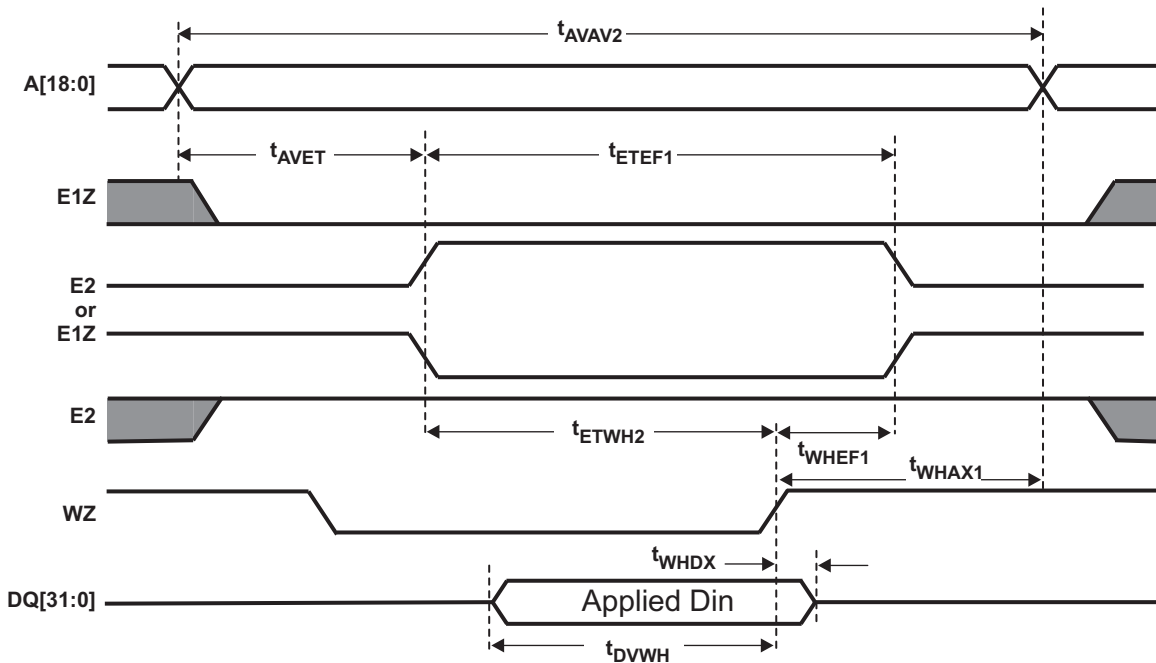 tAVAV2
A[18:0]
tAVET
tETEF1
E1Z
E2
or
E1Z
E2
tETWH2
tWHEF1
tWHAX1
WZ
tWHDX
DQ[31:0]
Applied Din
tDVWH